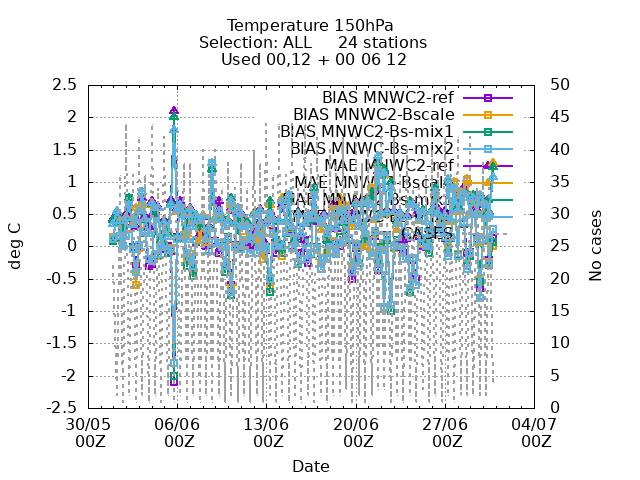 Temperature 150hPa
Selection: ALL 24 stations
Used 00,12 + 00 06 12
2.5
2
1.5
1
0.5
0
-0.5
-1
-1.5
-2
-2.5
deg C
50
45
40
35
30
25
20
15
10
5
0
No cases
BIAS MNWC2-ref
BIAS MNWC2-Bscale
BIAS MNWC2-Bs-mix1
BIAS MNWC-Bs-mix2
MAE MNWC2-ref
MAE MNWC2-Bscale
CASES
30/05 06/06 13/06 20/06 27/06 04/07
00Z 00Z 00Z 00Z 00Z 00Z
Date